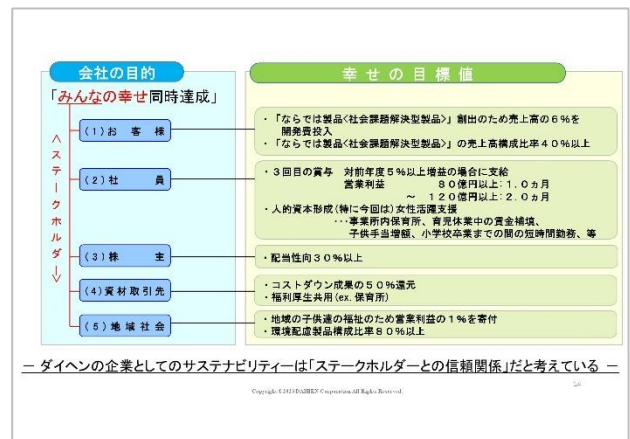 会社の目的
幸せの目標値
「みんなの幸せ同時達成」
＜ステークホルダー＞
(1)お客様
・「ならでは製品<社会課題解決型製品>」創出のため売上高の6％を
開発費投入
・「ならでは製品<社会課題解決型製品>」の売上高構成比率40％以上
(2)社員
・3回目の賞与 対前年度5％以上増益の場合に支給
営業利益 80億円以上:1.0ヵ月
～ 120億円以上:2.0ヵ月
・人的資本形成(特に今回は)女性活躍支援
･･･事業所内保育所、育児休業中の賃金補填、
子供手当増額、小学校卒業までの間の短時間勤務、等
(3)株主
・配当性向30％以上
(4)資材取引先
・コストダウン成果の50％還元
・福利厚生共用(ex.保育所)
(5)地域社会
・地域の子供達の福祉のため営業利益の1％を寄付
・環境配慮製品構成比率80％以上
― ダイヘンの企業としてのサステナビリティーは「ステークホルダーとの信頼関係」だと考えている ―
Copyright ©2023 DAIHEN Corporation All Rights Reserved.